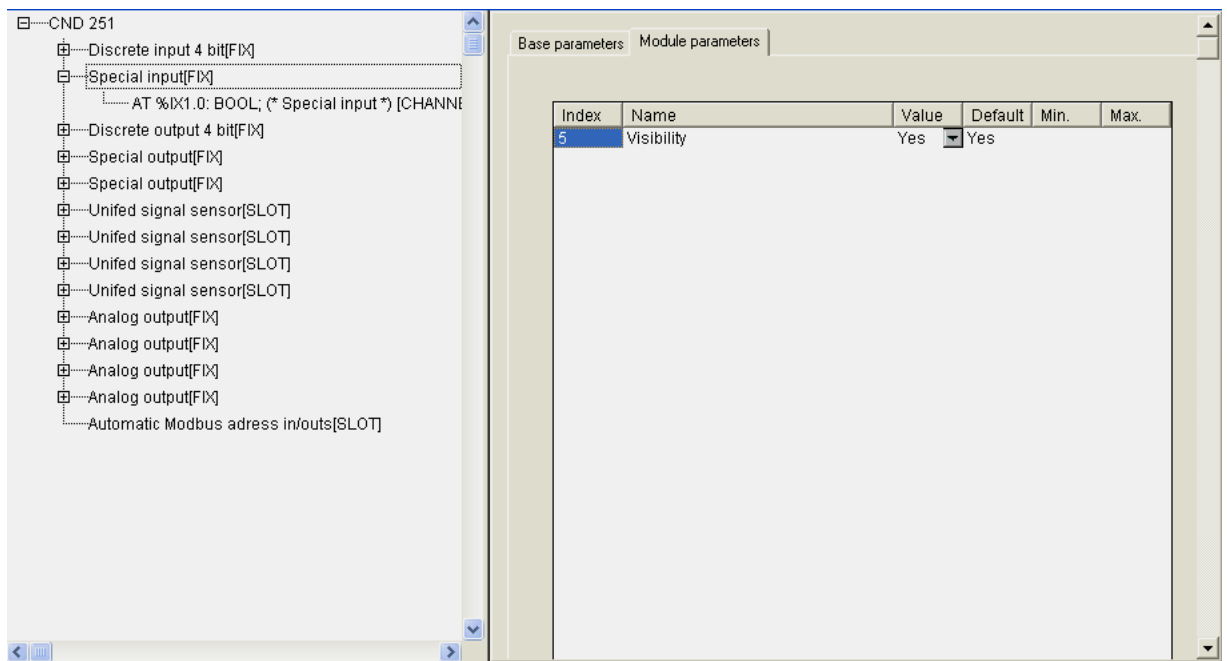 CND 251
Discrete input 4 bit[FIX]
Special input[FIX]
AT %IX1.0: BOOL; (* Special input *) [CHANNE
Discrete output 4 bit[FIX]
Special output[FIX]
Special output[FIX]
Unifed signal sensor[SLOT]
Unifed signal sensor[SLOT]
Unifed signal sensor[SLOT]
Unifed signal sensor[SLOT]
Analog output[FIX]
Analog output[FIX]
Analog output[FIX]
Analog output[FIX]
Automatic Modbus adress in/outs[SLOT]
Base parameters Module parameters
Index Name Value Default Min. Max.
5 Visibility Yes Yes